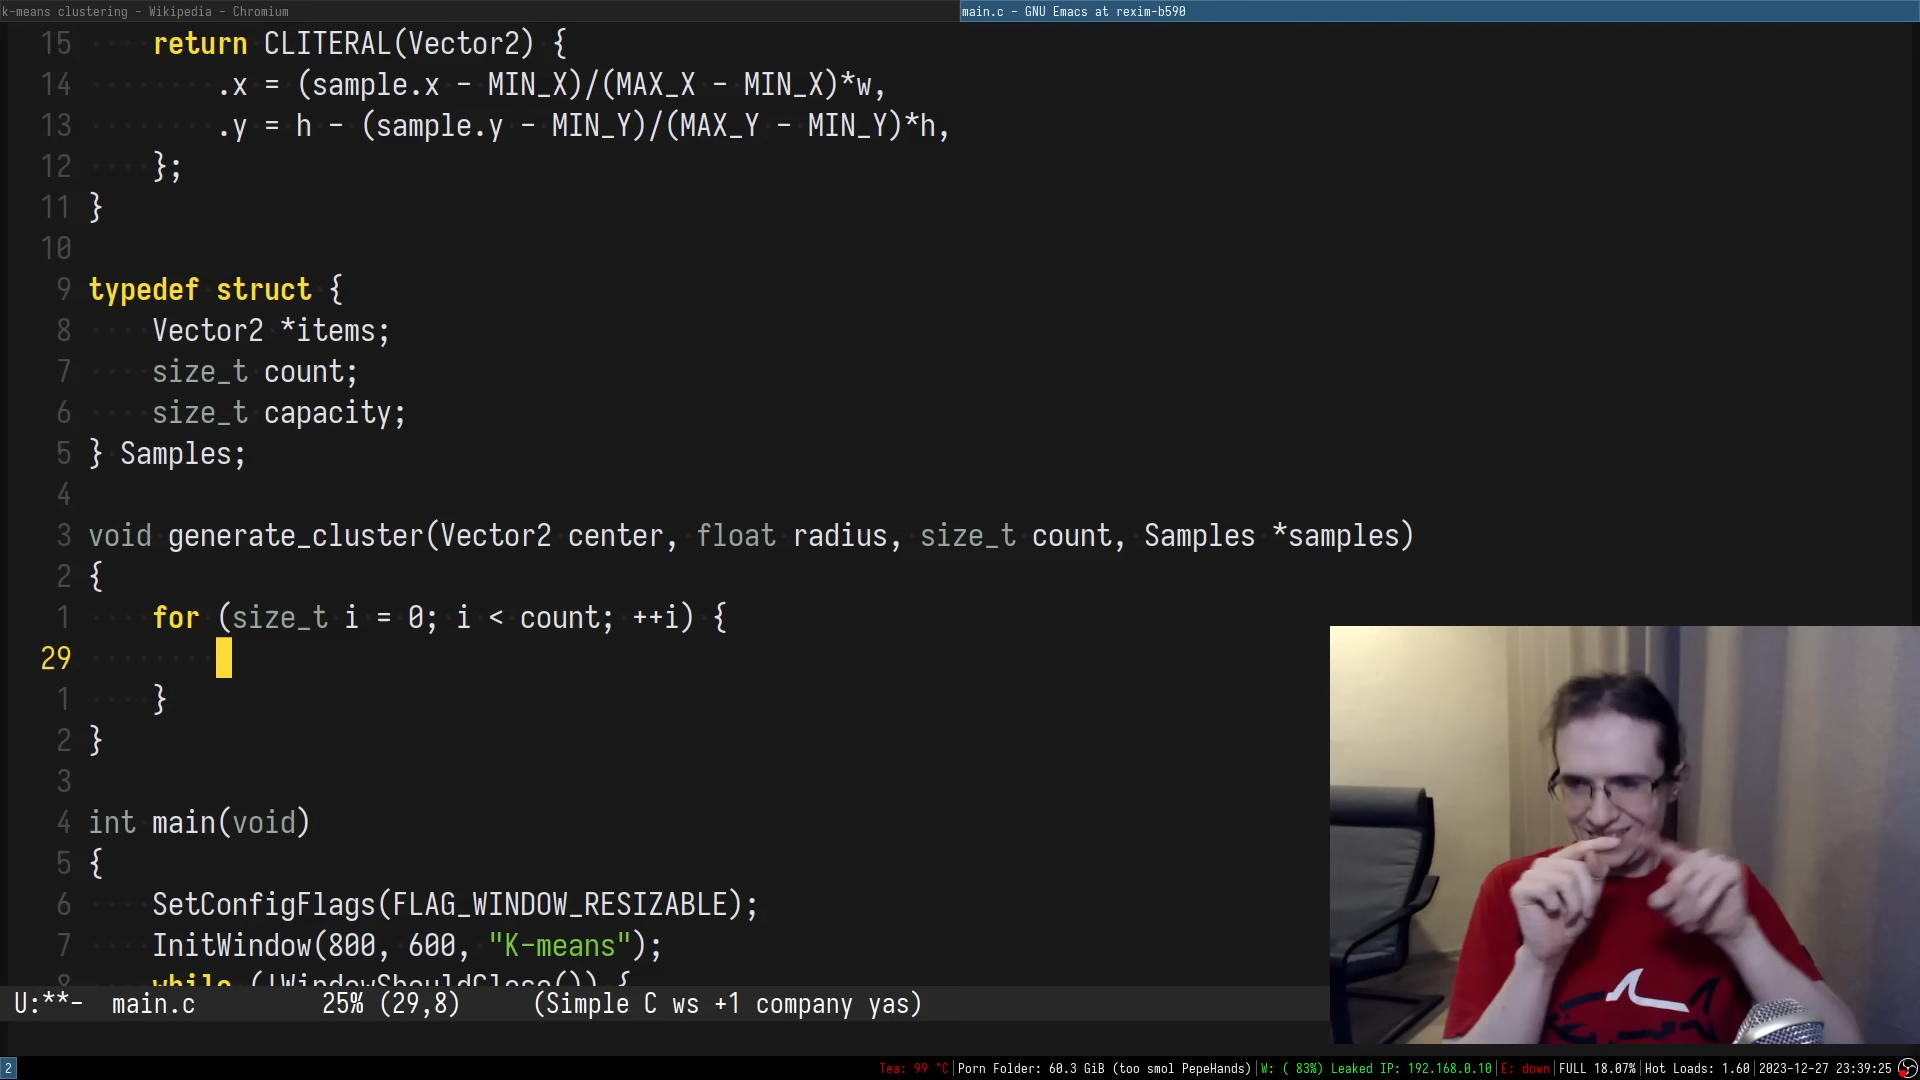 k-means clustering - Wikipedia - Chromium
main.c - GNU Emacs at rexim-b590
15 return CLITERAL(Vector2) {
14 .x = (sample.x - MIN_X)/(MAX_X - MIN_X)*w,
13 .y = h - (sample.y - MIN_Y)/(MAX_Y - MIN_Y)*h,
12 };
11 }
10
9 typedef struct {
8 Vector2 *items;
7 size_t count;
6 size_t capacity;
5 } Samples;
4
3 void generate_cluster(Vector2 center, float radius, size_t count, Samples *samples)
2 {
1 for (size_t i = 0; i < count; ++i) {
29
1 }
2 }
3
4 int main(void)
5 {
6 SetConfigFlags(FLAG_WINDOW_RESIZABLE);
7 InitWindow(800, 600, "K-means");
8 while (!WindowShouldClose()) {
U:**- main.c 25% (29,8) (Simple C ws +1 company yas)
2 Tea: 99 °C|Porn Folder: 60.3 GiB (too smol PepeHands)|W: ( 83%) Leaked IP: 192.168.0.10|E: down|FULL 18.07%|Hot Loads: 1.60|2023-12-27 23:39:25